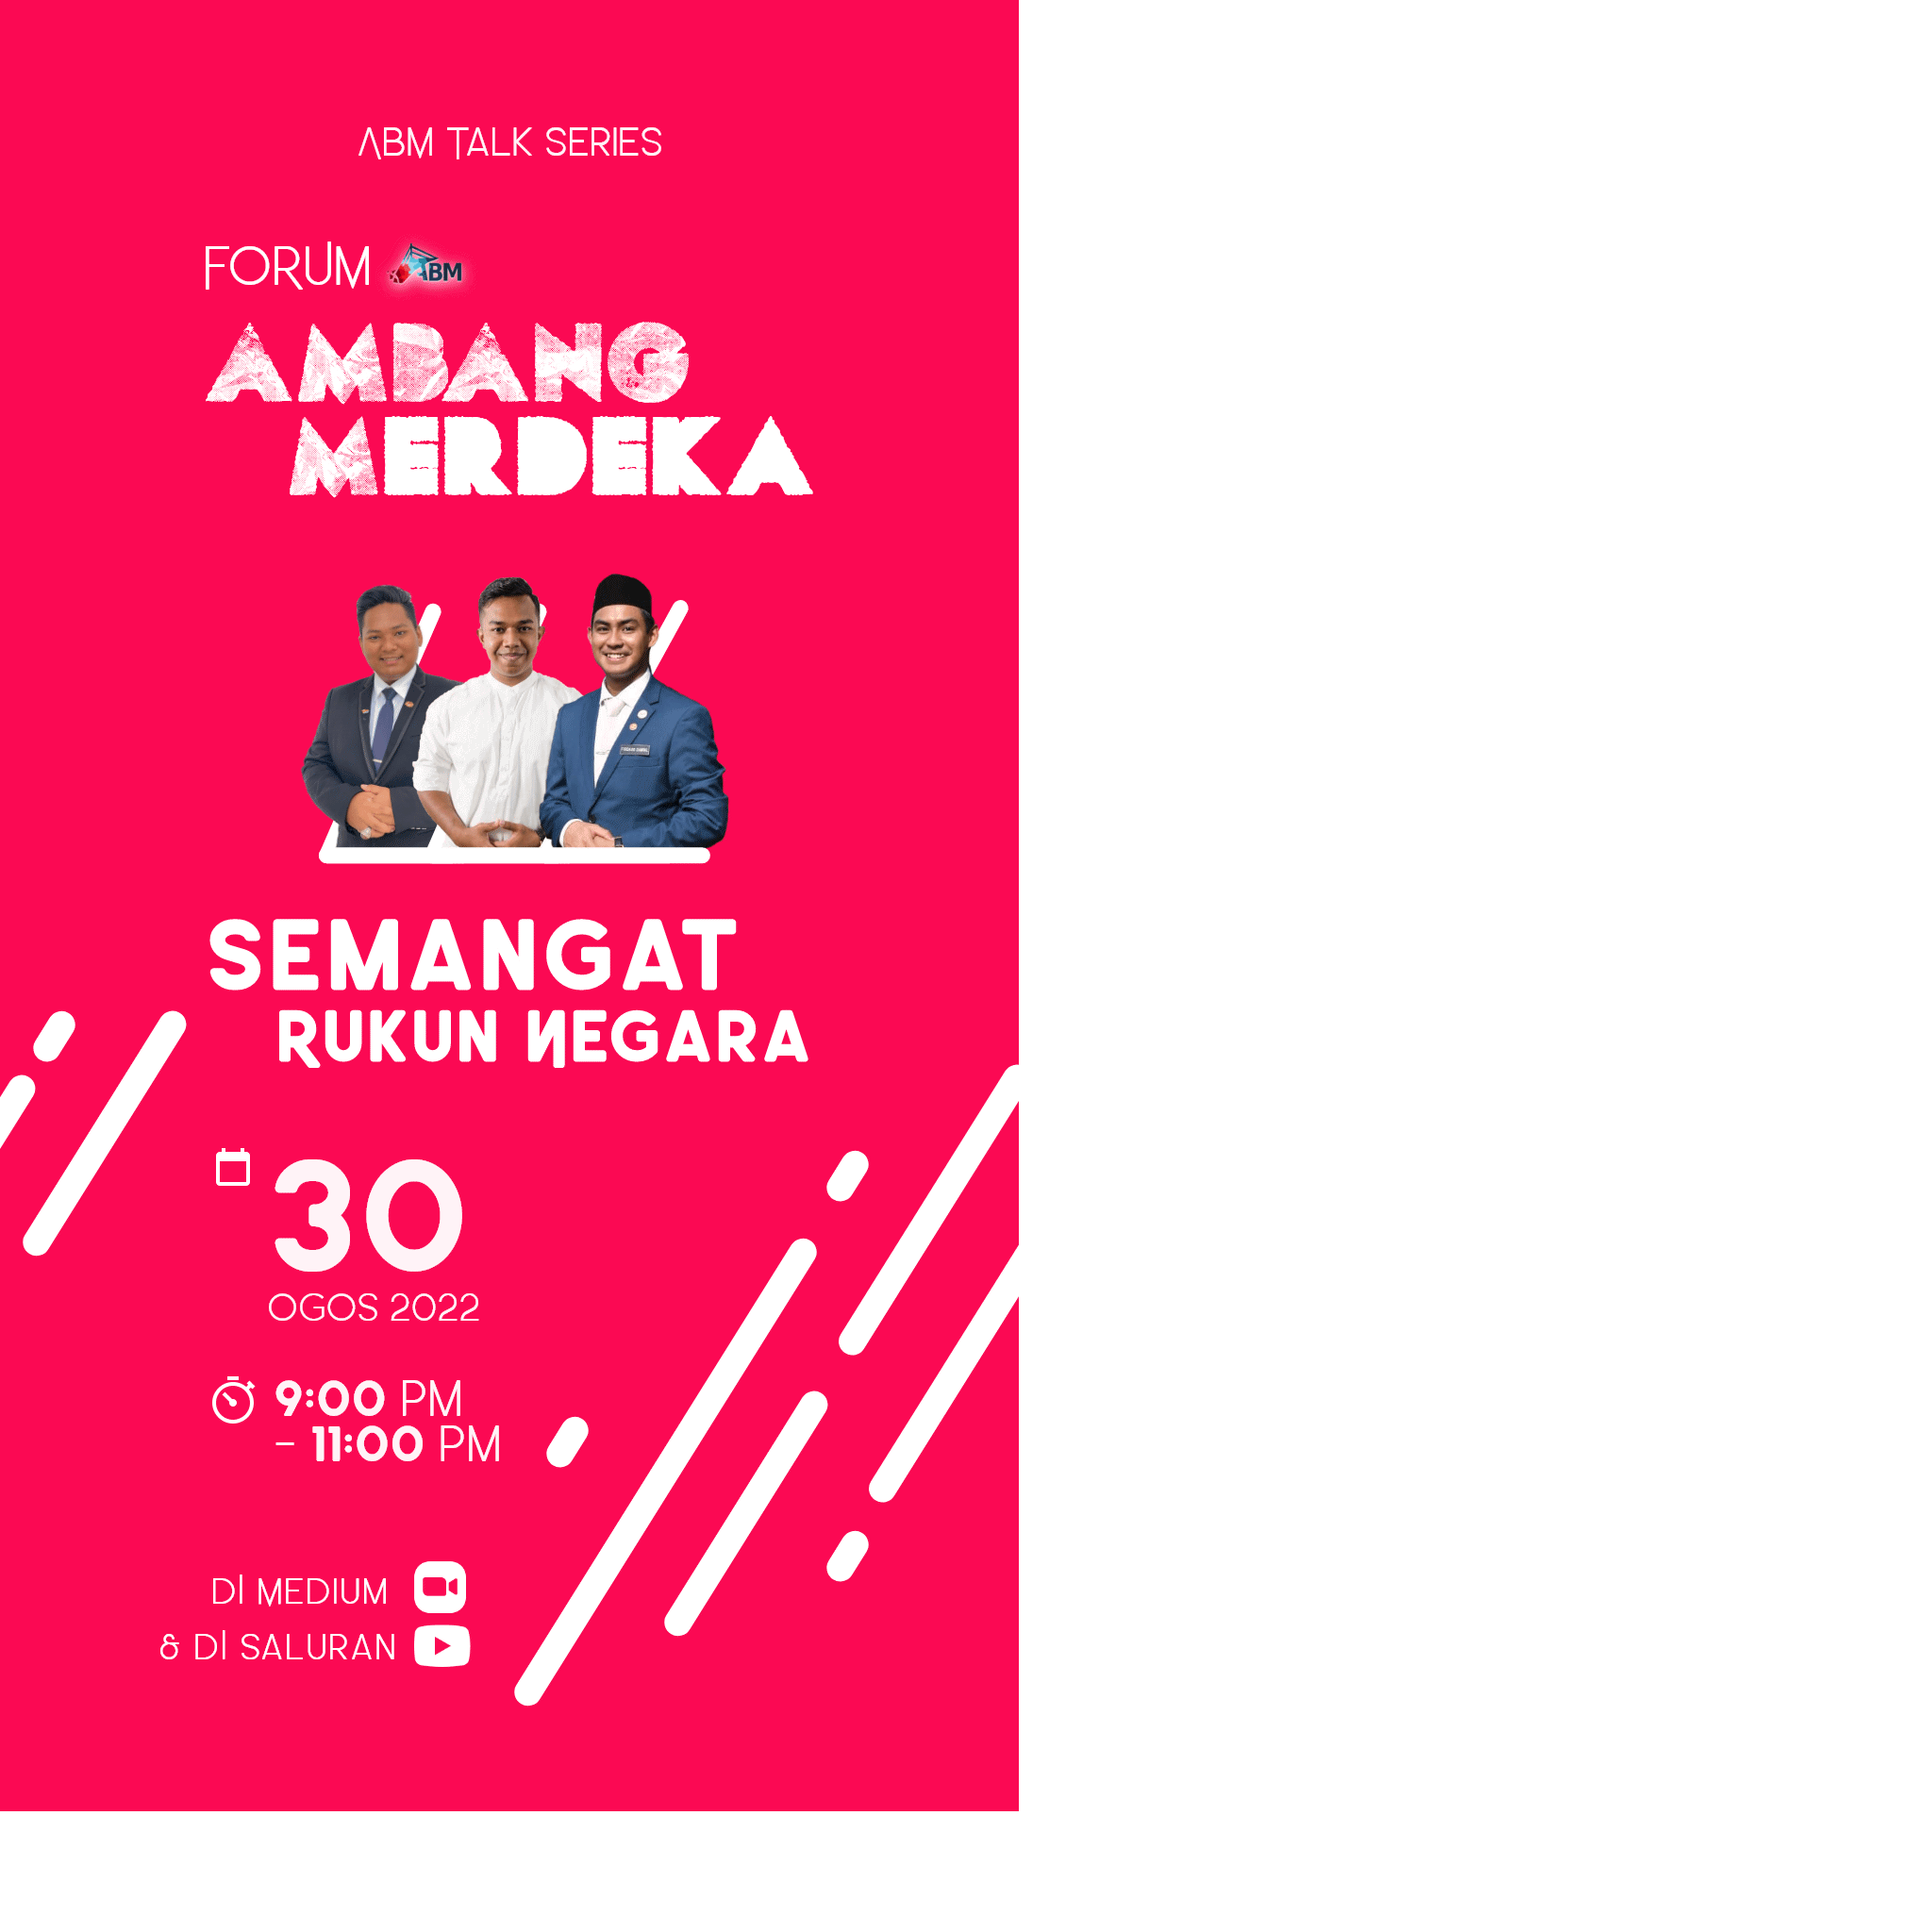 ABM TALK SERIES
FORUM ABM
AMBANG
MERDEKA
SEMANGAT
RUKUN NEGARA
30
OGOS 2022
9:00 PM
- 11:00 PM
DI MEDIUM
& DI SALURAN